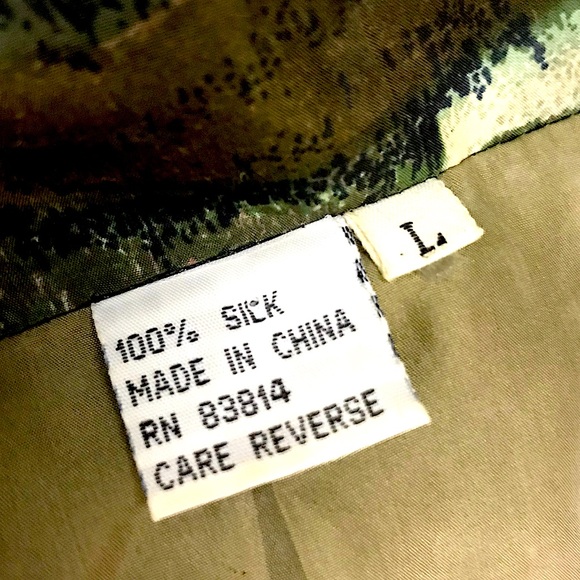 100% SILK
MADE IN CHINA
RN 83814
CARE REVERSE
L